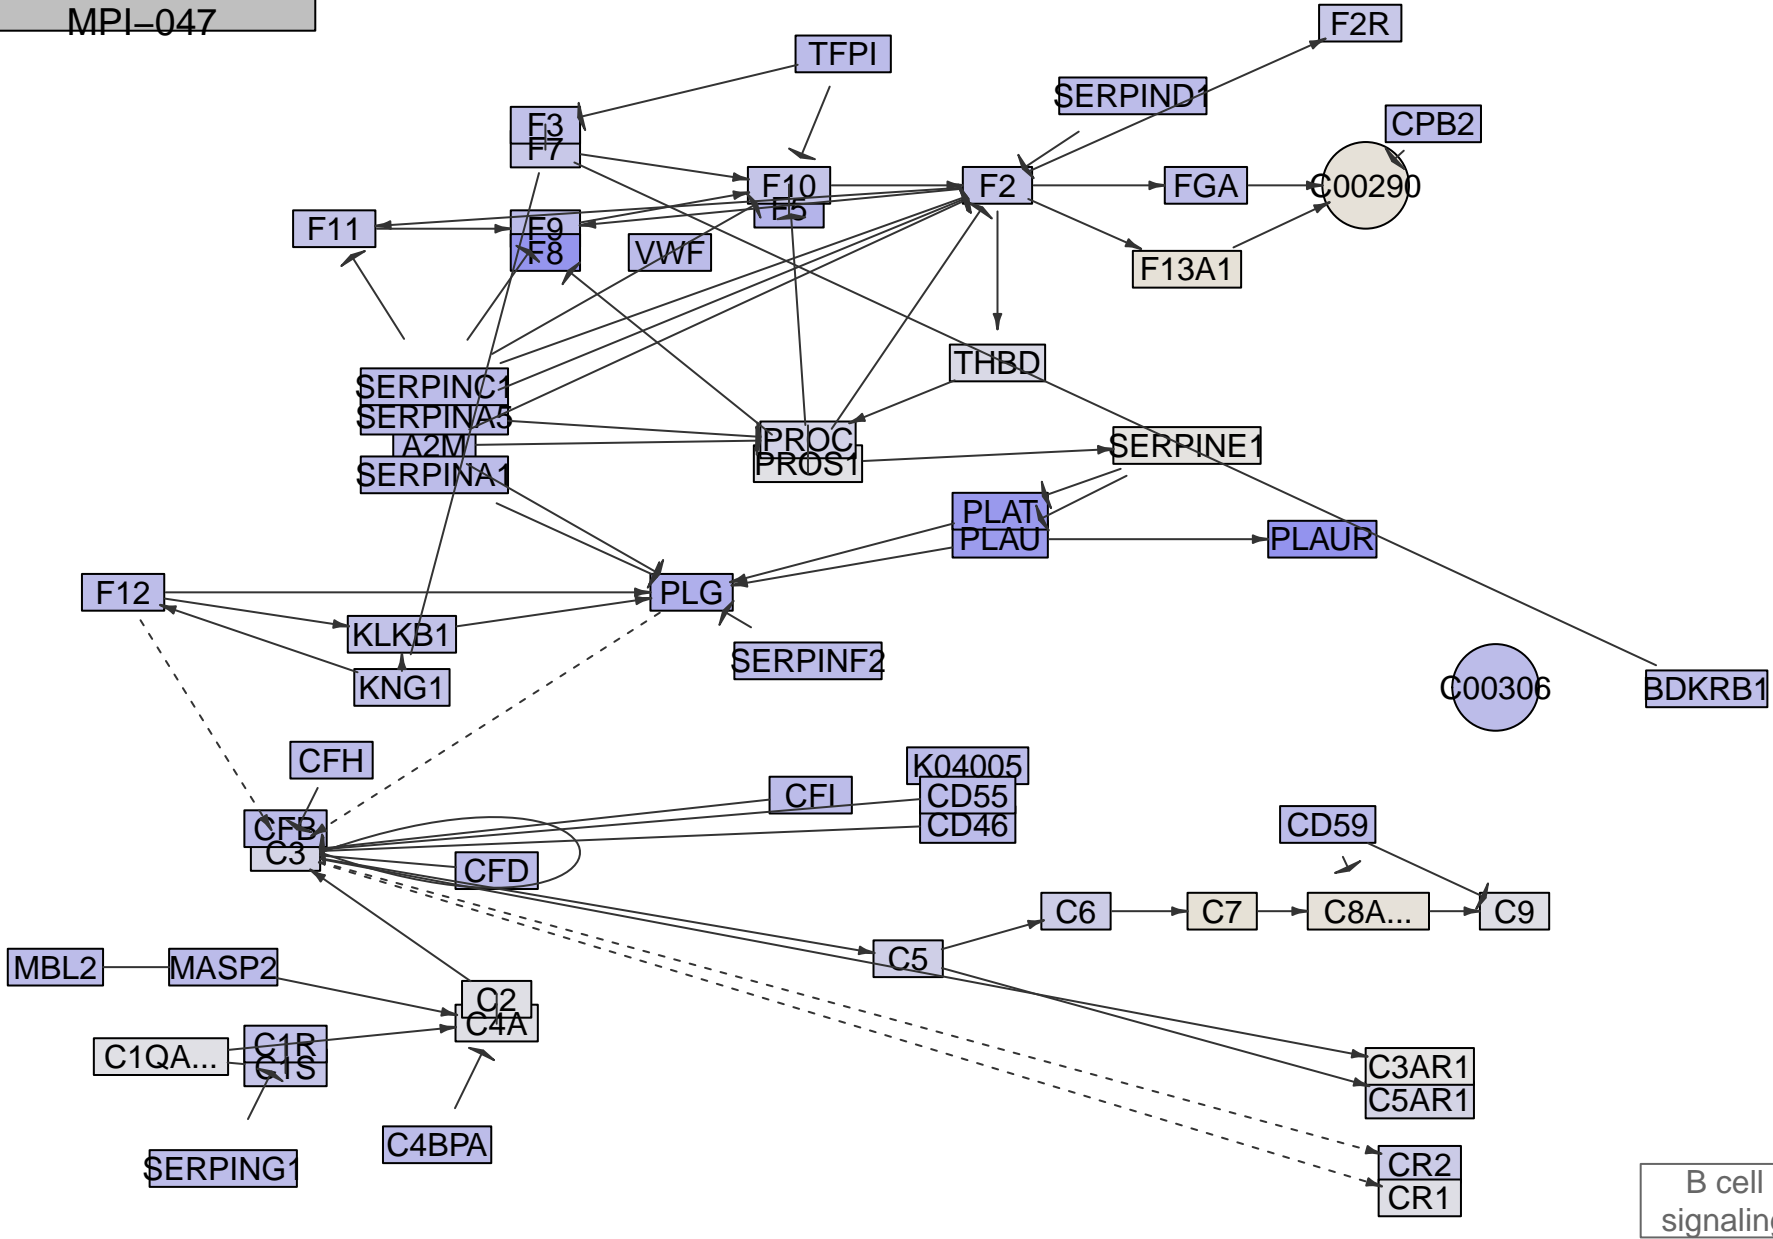 MPI-047
F2R
TFPI
SERPIND1
CPB2
F3
F7
F10
F5
F2
FGA
C00290
F11
F9
F8
VWF
F13A1
THBD
SERPINC1
SERPINA5
A2M
SERPINA1
PROC
PROS1
SERPINE1
PLAT
PLAU
PLAUR
F12
PLG
KLKB1
KNG1
SERPINF2
C00306
BDKRB1
CFH
K04005
CFI
CD55
CD46
CFB
C3
CFD
CD59
C6
C7
C8A...
C9
C5
MBL2
MASP2
C2
C4A
C1QA...
C1R
C1S
C3AR1
C5AR1
C4BPA
SERPING1
CR2
CR1
B cell
signaling